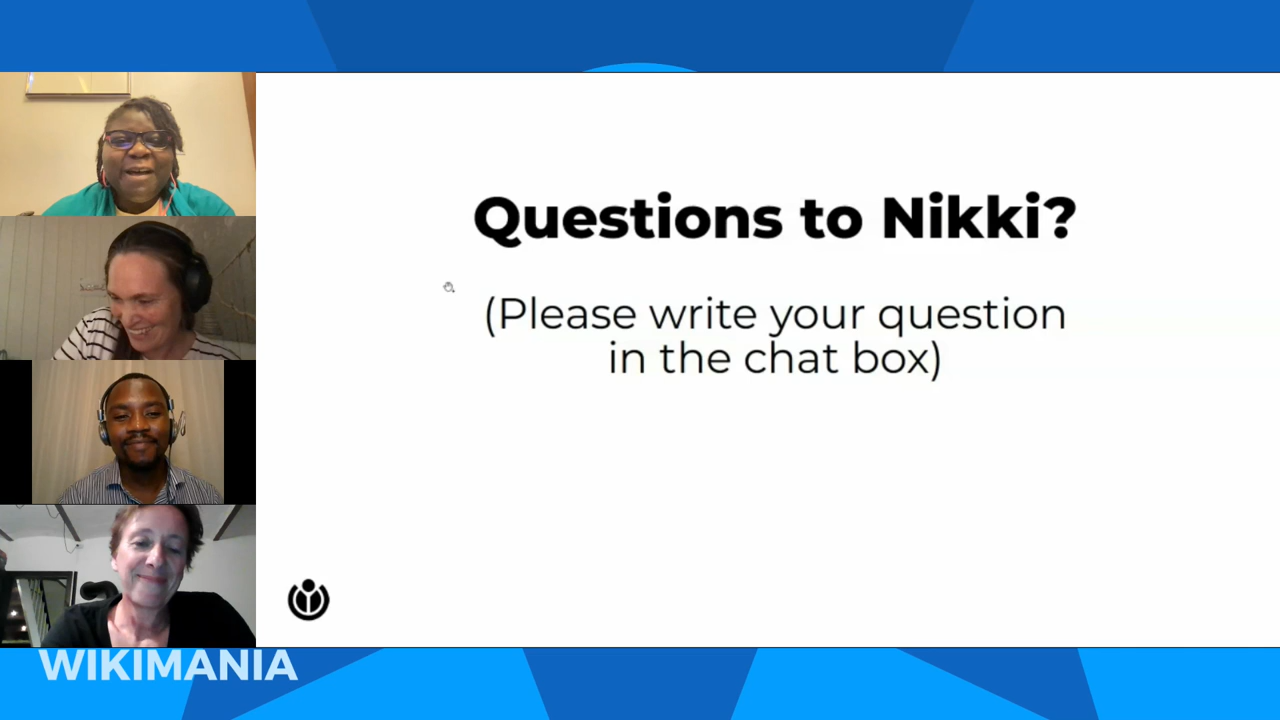 Questions to Nikki?
(Please write your question
in the chat box)
WIKIMANIA